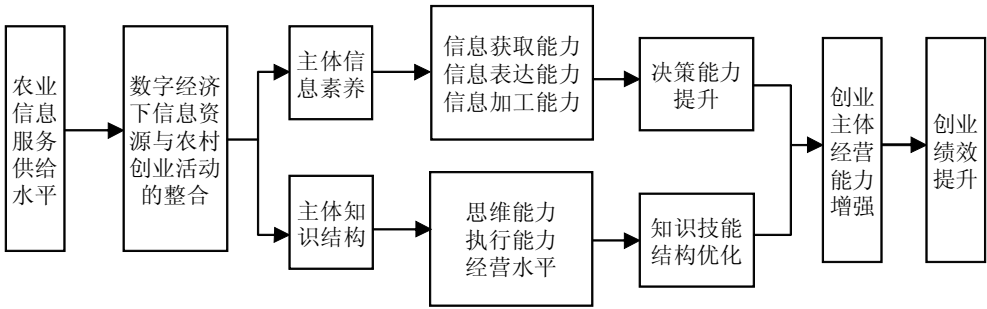 农业
信息
服务
供给
水平
数字经济
下信息资
源与农村
创业活动
的整合
主体信
息素养
信息获取能力
信息表达能力
信息加工能力
决策能力
提升
主体知
识结构
思维能力
执行能力
经营水平
知识技能
结构优化
创业
主体
经营
能力
增强
创业
绩效
提升